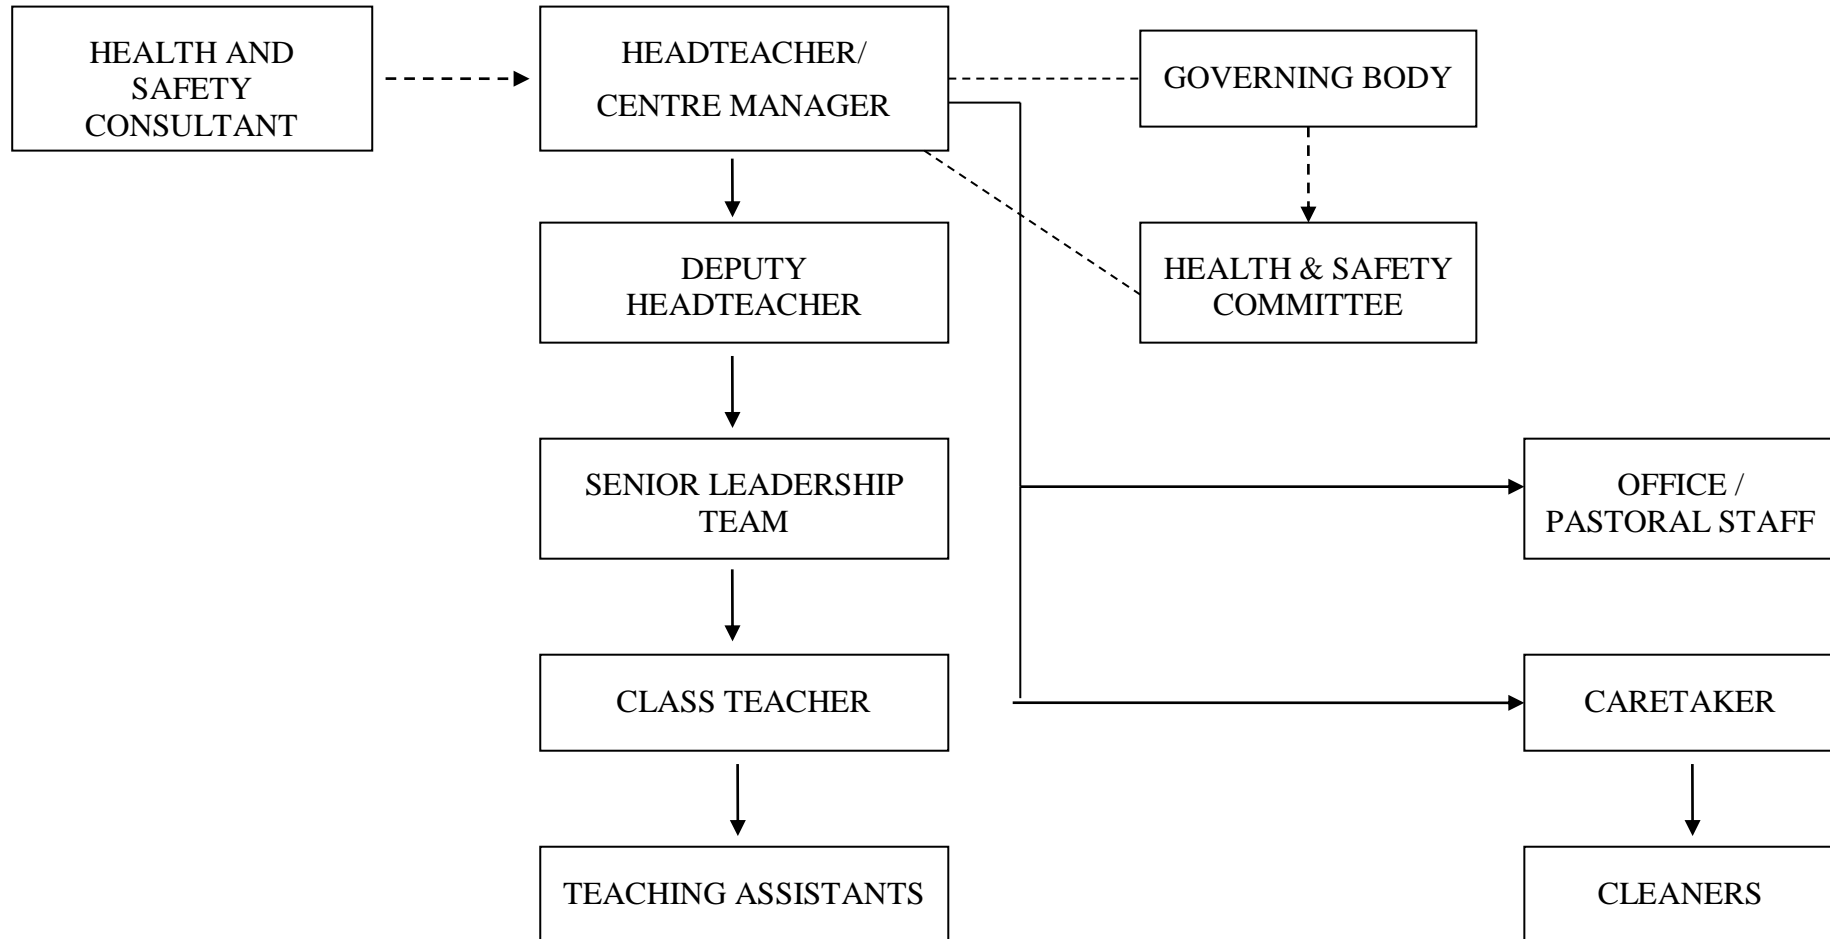 HEALTH AND
SAFETY
CONSULTANT
HEADTEACHER/
CENTRE MANAGER
GOVERNING BODY
DEPUTY
HEADTEACHER
HEALTH & SAFETY
COMMITTEE
SENIOR LEADERSHIP
TEAM
OFFICE /
PASTORAL STAFF
CLASS TEACHER
CARETAKER
TEACHING ASSISTANTS
CLEANERS